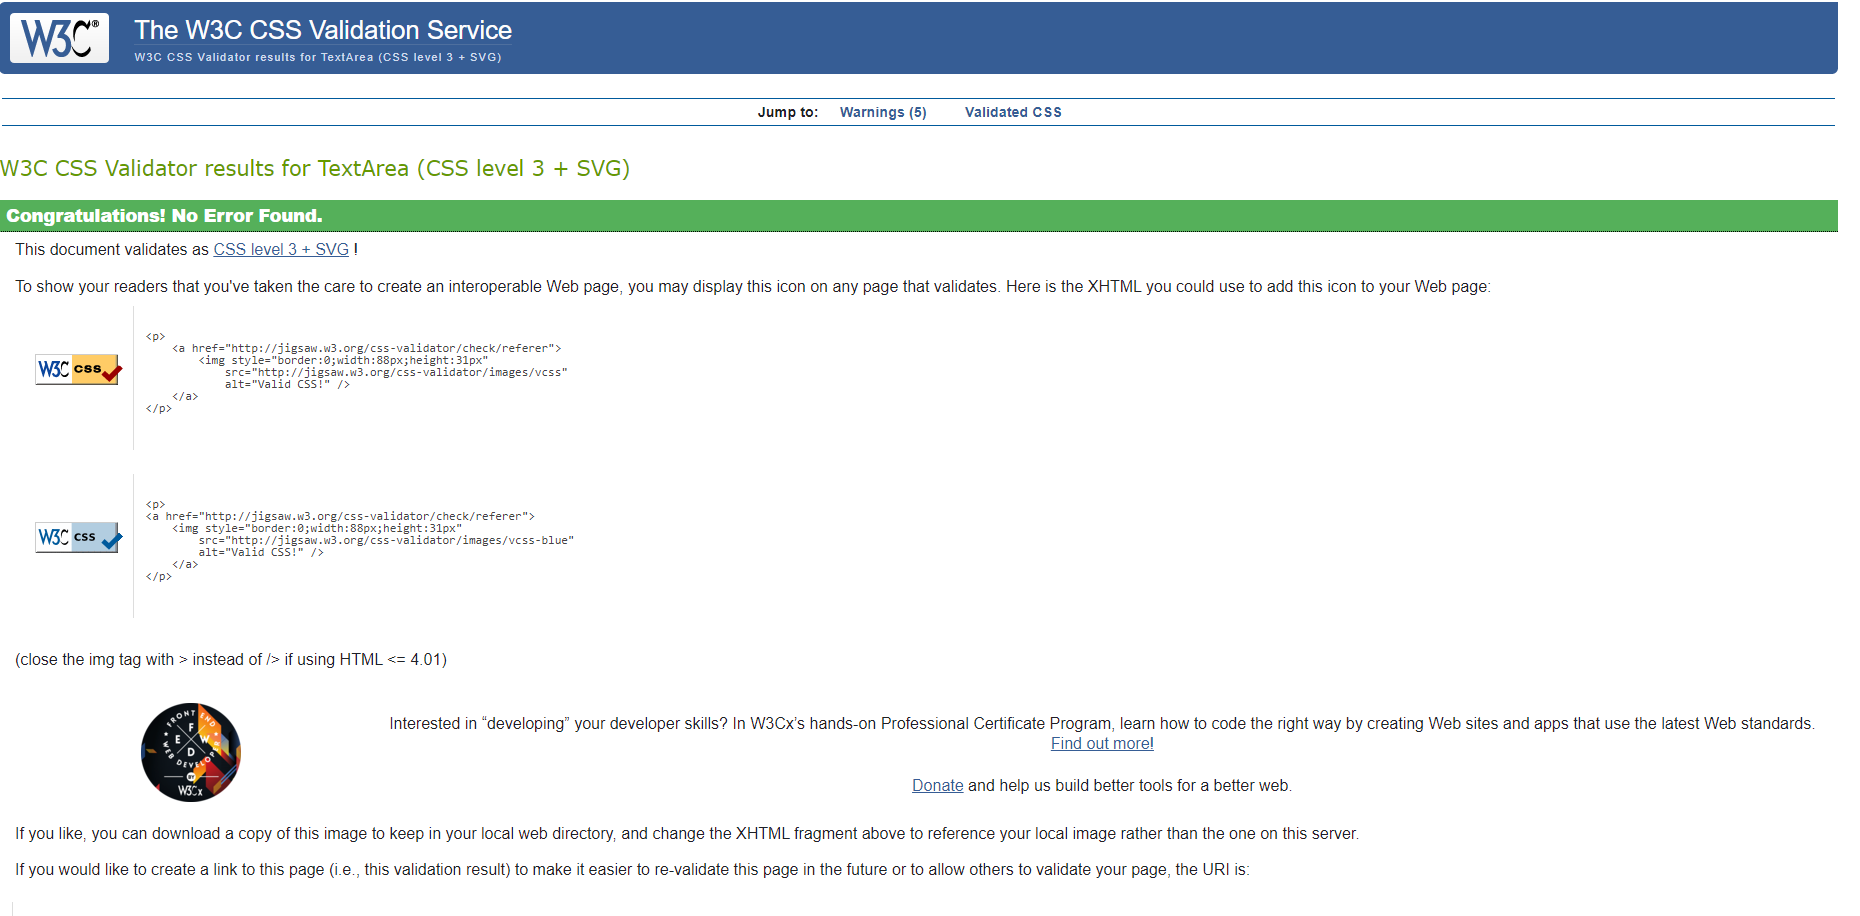 W3C®
The W3C CSS Validation Service
W3C CSS Validator results for TextArea (CSS level 3 + SVG)
Jump to: Warnings (5) Validated CSS
W3C CSS Validator results for TextArea (CSS level 3 + SVG)
Congratulations! No Error Found.
This document validates as CSS level 3 + SVG !
To show your readers that you've taken the care to create an interoperable Web page, you may display this icon on any page that validates. Here is the XHTML you could use to add this icon to your Web page:
W3C css
<p>
<a href="http://jigsaw.w3.org/css-validator/check/referer">
<img style="border:0;width:88px;height:31px"
src="http://jigsaw.w3.org/css-validator/images/vcss"
alt="Valid CSS!" />
</a>
</p>
W3C css
<p>
<a href="http://jigsaw.w3.org/css-validator/check/referer">
<img style="border:0;width:88px;height:31px"
src="http://jigsaw.w3.org/css-validator/images/vcss-blue"
alt="Valid CSS!" />
</a>
</p>
(close the img tag with > instead of /> if using HTML <= 4.01)
FRONT END
WEB DEVELOPER
F E W D
BY
W3Cx
Interested in “developing” your developer skills? In W3Cx’s hands-on Professional Certificate Program, learn how to code the right way by creating Web sites and apps that use the latest Web standards.
Find out more!
Donate and help us build better tools for a better web.
If you like, you can download a copy of this image to keep in your local web directory, and change the XHTML fragment above to reference your local image rather than the one on this server.
If you would like to create a link to this page (i.e., this validation result) to make it easier to re-validate this page in the future or to allow others to validate your page, the URI is: